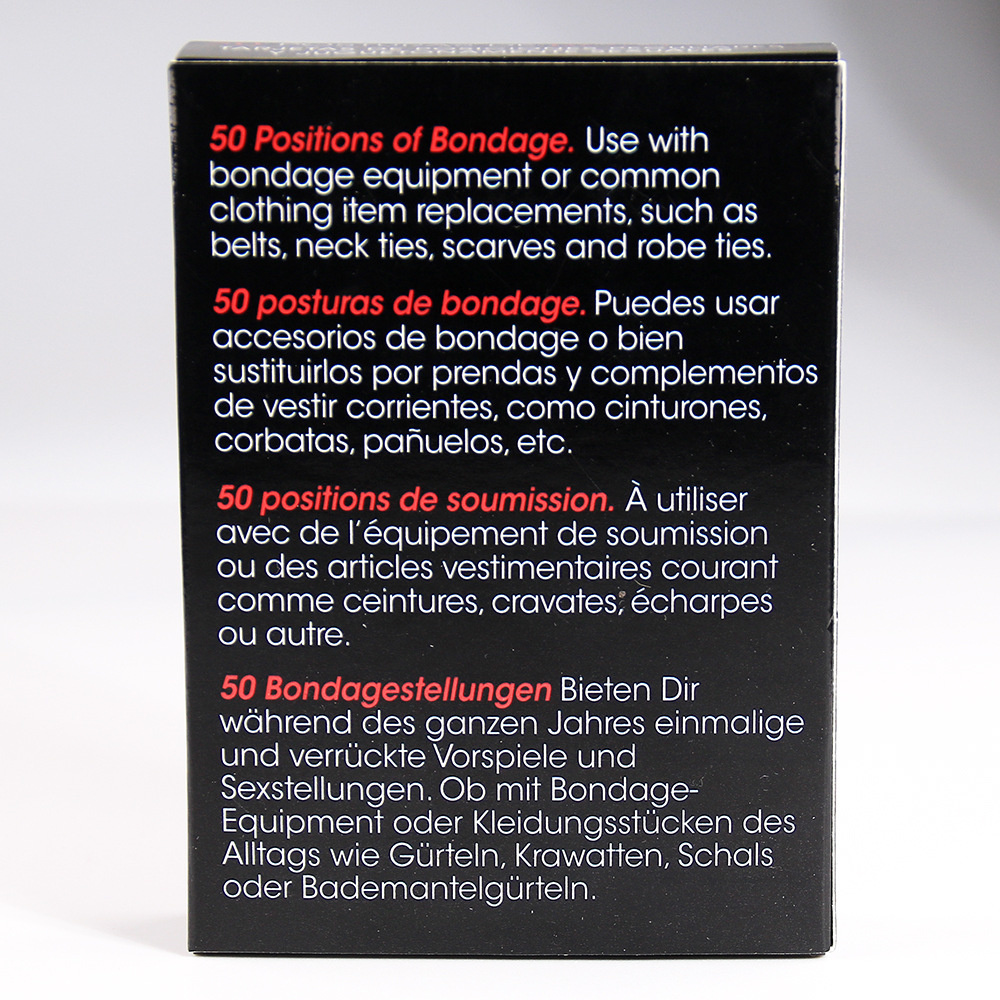 50 Positions of Bondage. Use with
bondage equipment or common
clothing item replacements, such as
belts, neck ties, scarves and robe ties.
50 posturas de bondage. Puedes usar
accesorios de bondage o bien
sustituirlos por prendas y complementos
de vestir corrientes, como cinturones,
corbatas, pañuelos, etc.
50 positions de soumission. À utiliser
avec de l'équipement de soumission
ou des articles vestimentaires courant
comme ceintures, cravates, écharpes
ou autre.
50 Bondagestellungen Bieten Dir
während des ganzen Jahres einmalige
und verrückte Vorspiele und
Sexstellungen. Ob mit Bondage-
Equipment oder Kleidungsstücken des
Alltags wie Gürteln, Krawatten, Schals
oder Bademantelgürteln.